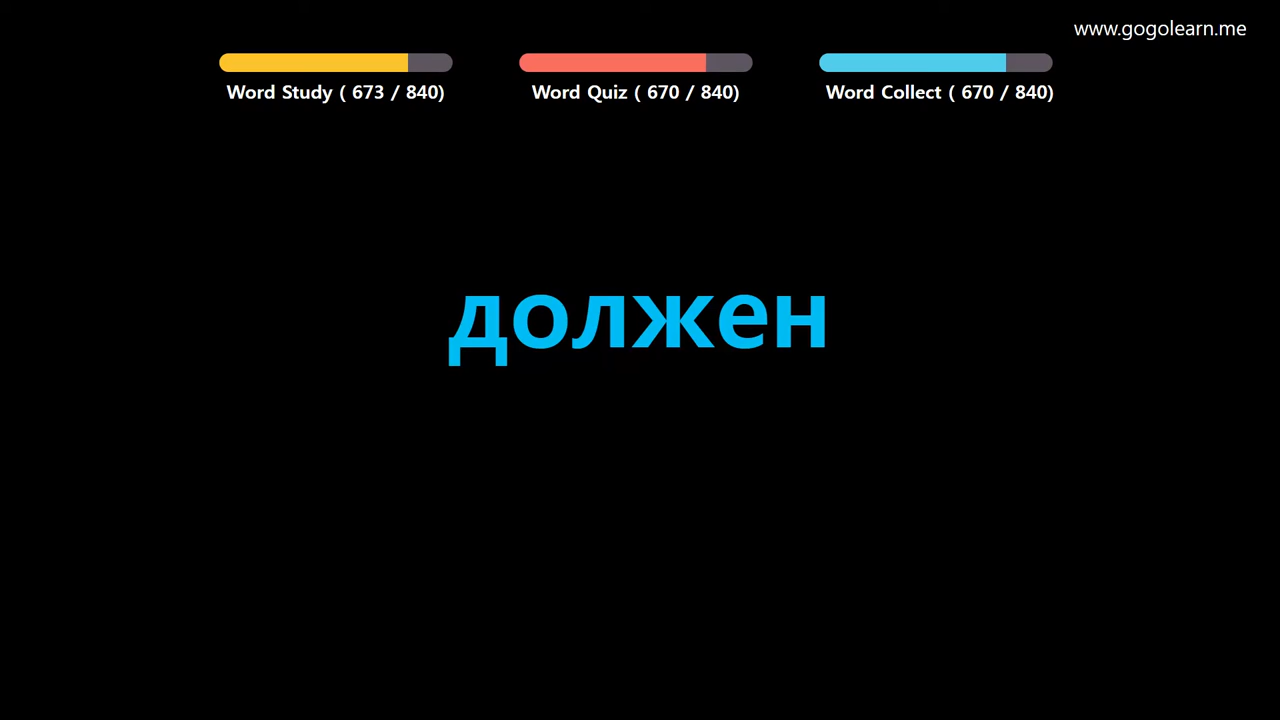 www.gogolearn.me
Word Study ( 673 / 840)
Word Quiz ( 670 / 840)
Word Collect ( 670 / 840)
должен